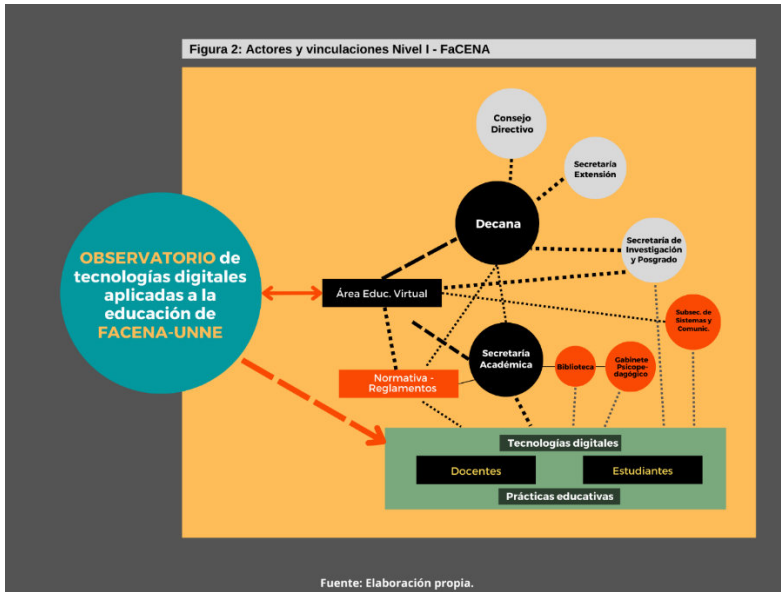 Figura 2: Actores y vinculaciones Nivel I - FaCENA
Consejo
Directivo
Secretaría
Extensión
Decana
Secretaría de
Investigación
y Posgrado
OBSERVATORIO de
tecnologías digitales
aplicadas a la
educación de
FACENA-UNNE
Área Educ. Virtual
Subsec. de
Sistemas y
Comunic.
Secretaría
Académica
Normativa -
Reglamentos
Biblioteca
Gabinete
Psicope-
dagógico
Tecnologías digitales
Docentes
Estudiantes
Prácticas educativas
Fuente: Elaboración propia.